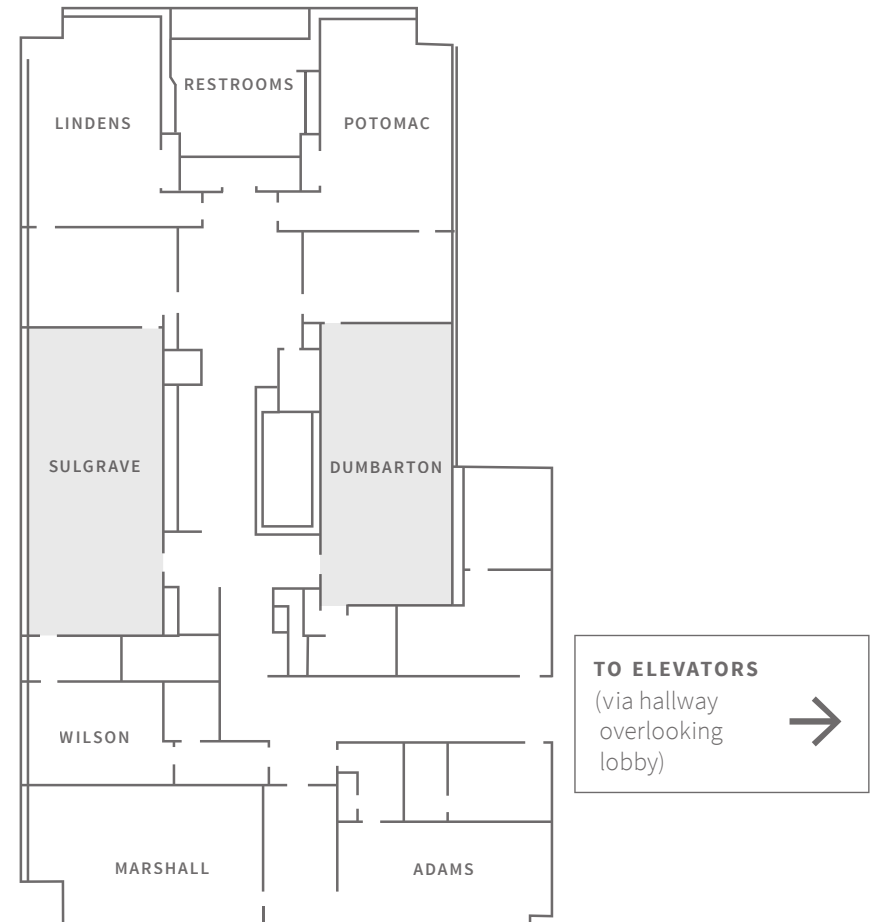 RESTROOMS
LINDENS
POTOMAC
SULGRAVE
DUMBARTON
TO ELEVATORS
(via hallway
overlooking
lobby)
WILSON
MARSHALL
ADAMS